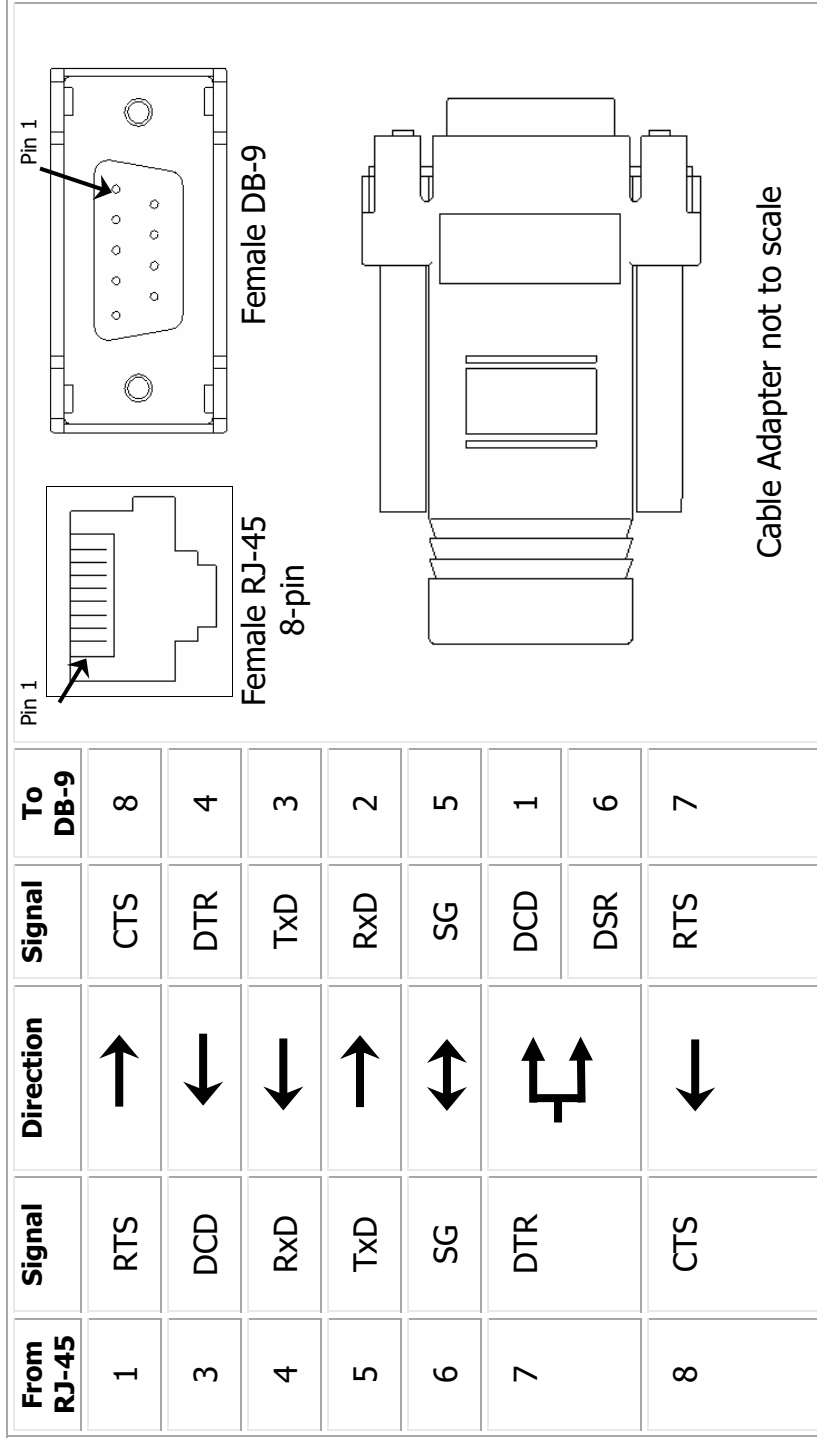 From RJ-45 Signal Direction Signal To DB-9
1 RTS CTS 8
3 DCD DTR 4
4 RxD TxD 3
5 TxD RxD 2
6 SG SG 5
7 DTR DCD 1
DSR 6
8 CTS RTS 7
Pin 1
Female RJ-45
8-pin
Pin 1
Female DB-9
Cable Adapter not to scale